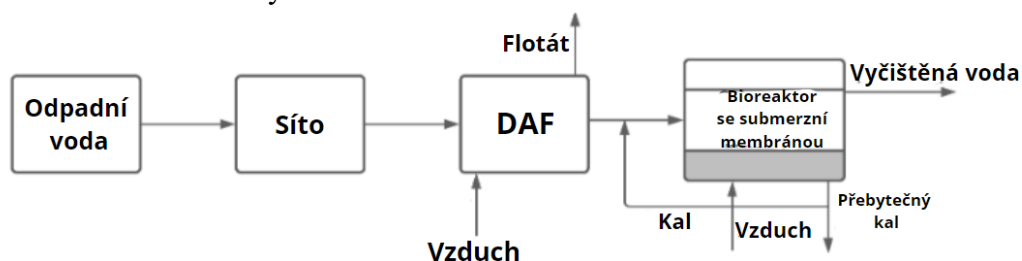 Flotát
Odpadní
voda
Síto
DAF
Bioreaktor
se submerzní
membránou
Vyčištěná voda
Vzduch
Kal
Vzduch
Přebytečný
kal